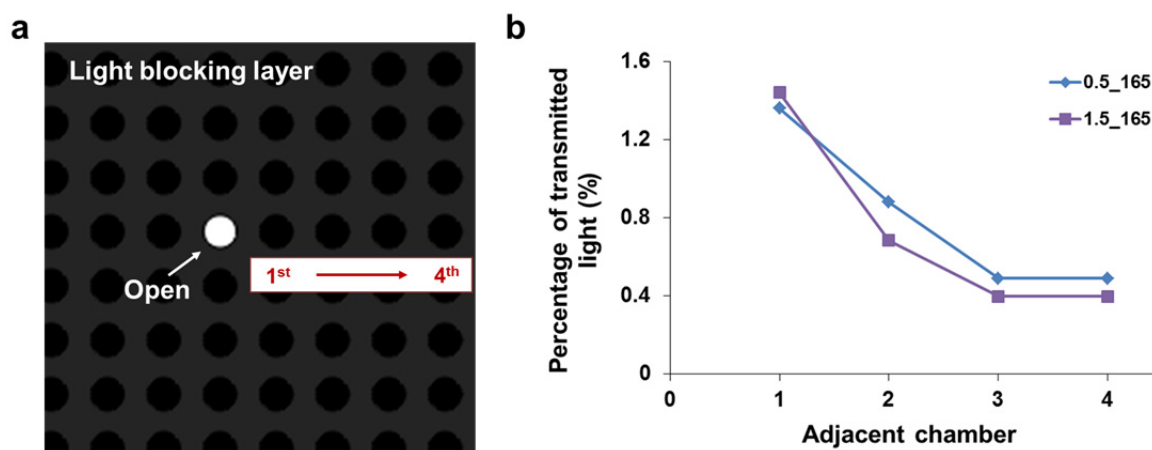 a
Light blocking layer
Open
1st
4th
b
Percentage of transmitted
light (%)
1.6
1.2
0.8
0.4
0
0
1
2
3
4
Adjacent chamber
0.5_165
1.5_165